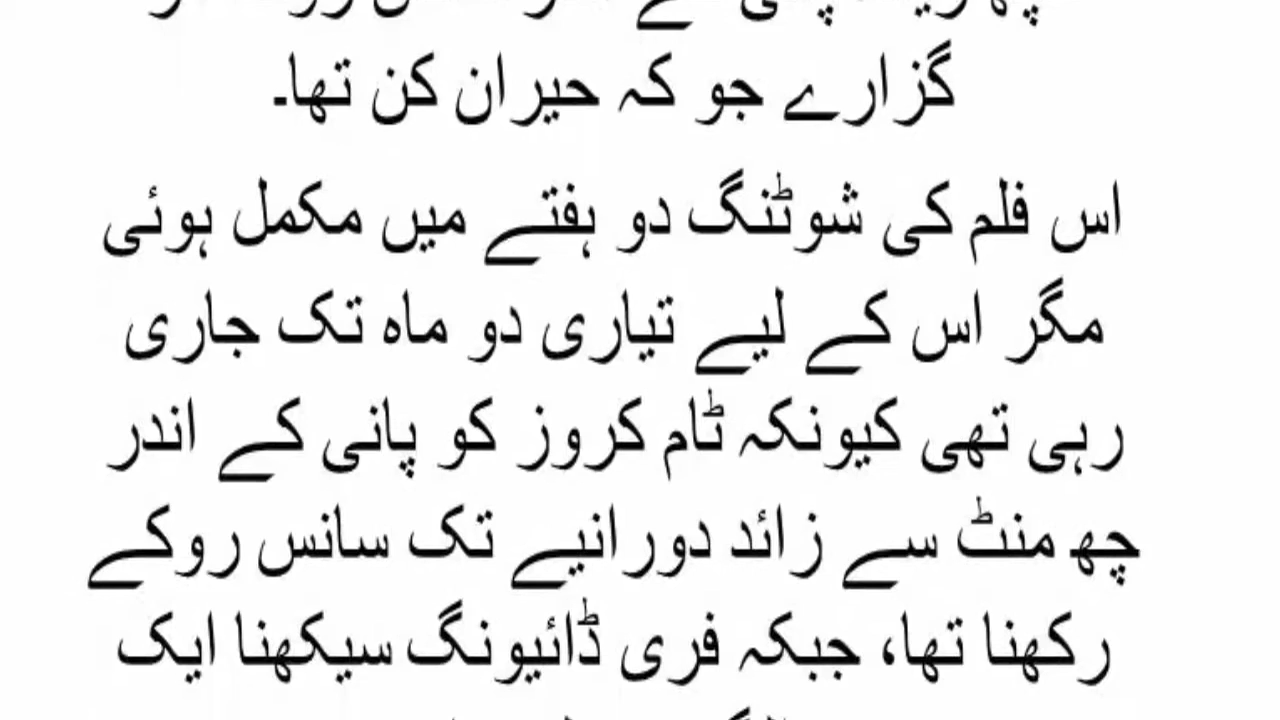 گزارے جو کہ حیران کن تھا۔
اس فلم کی شوٹنگ دو ہفتے میں مکمل ہوئی
مگر اس کے لیے تیاری دو ماہ تک جاری
رہی تھی کیونکہ ٹام کروز کو پانی کے اندر
چھ منٹ سے زائد دورانیے تک سانس روکے
رکھنا تھا، جبکہ فری ڈائیونگ سیکھنا ایک